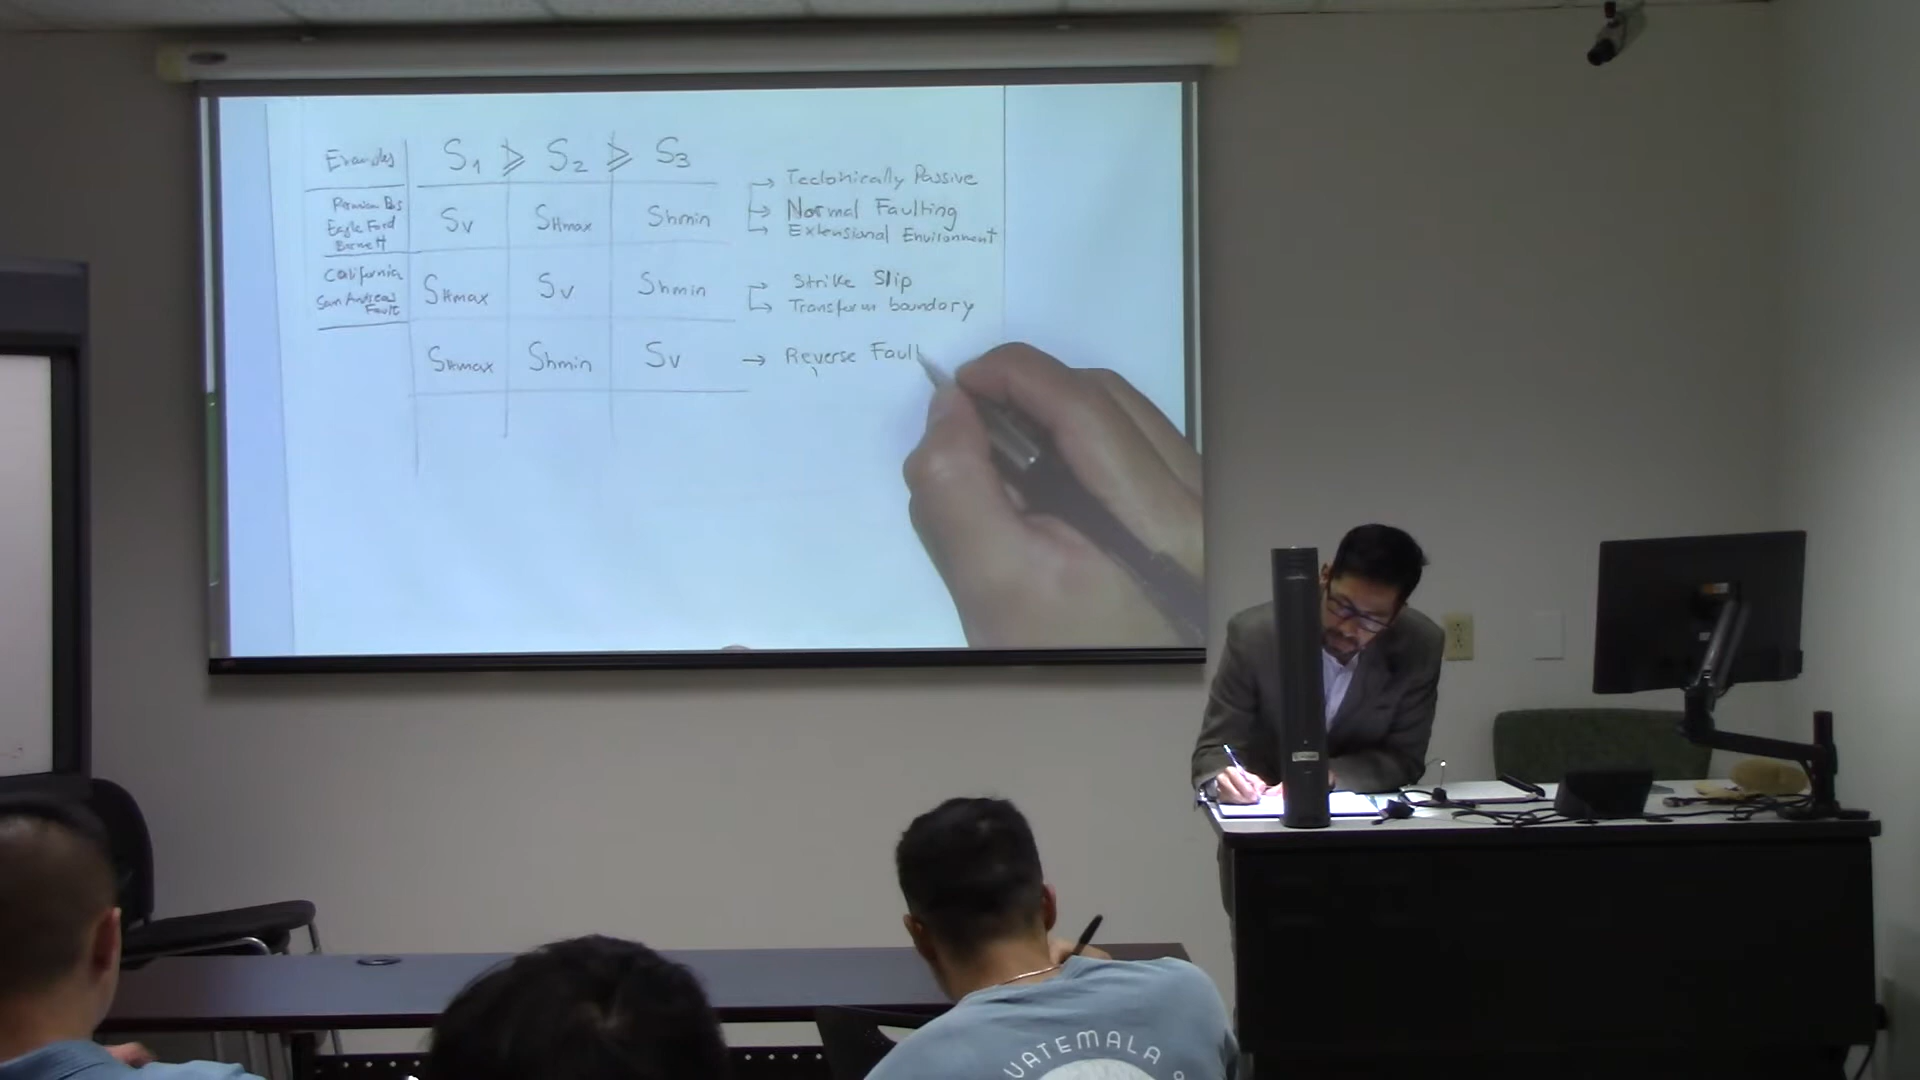 Examples S1 ≥ S2 ≥ S3
Permian Bas
Eagle Ford
Barnett
Sv SHmax Shmin
→ Tectonically Passive
→ Normal Faulting
→ Extensional Environment
California
San Andreas
Fault
SHmax Sv Shmin
→ Strike Slip
→ Transform boundary
SHmax Shmin Sv → Reverse Fault
UATEMALA